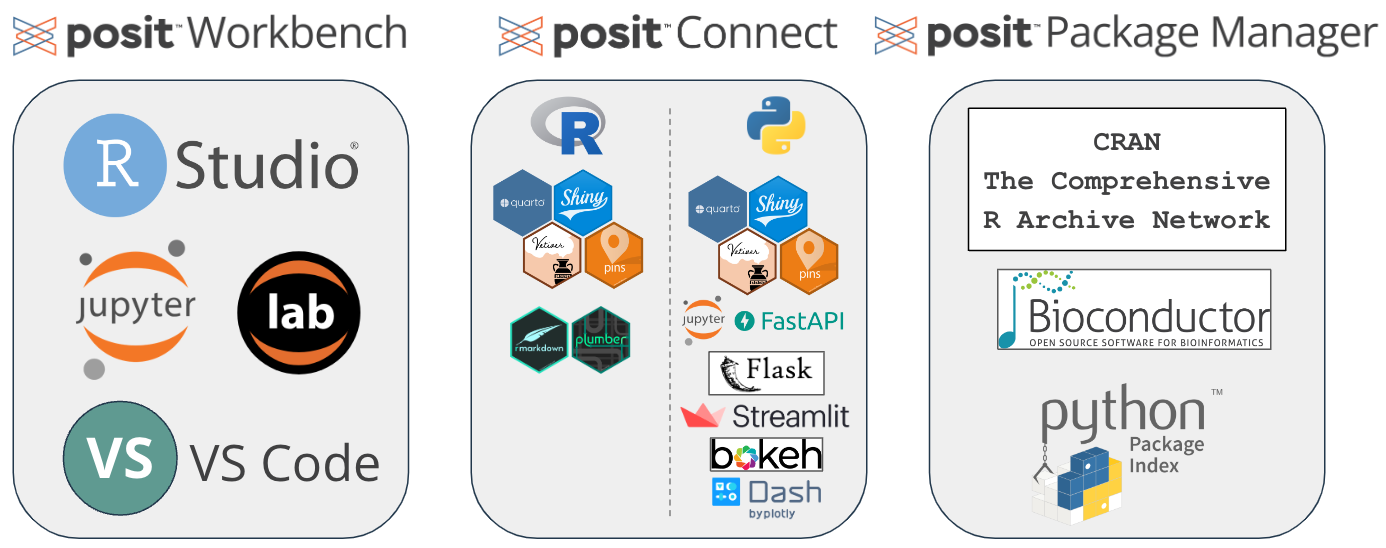 posit™ Workbench
R Studio®
jupyter
lab
VS VS Code
posit™ Connect
R
quarto Shiny
Vetiver pins
rmarkdown plumber
quarto Shiny
Vetiver pins
jupyter FastAPI
Flask
Streamlit
bokeh
Dash
by plotly
posit™ Package Manager
CRAN
The Comprehensive
R Archive Network
Bioconductor
OPEN SOURCE SOFTWARE FOR BIOINFORMATICS
python™
Package
Index